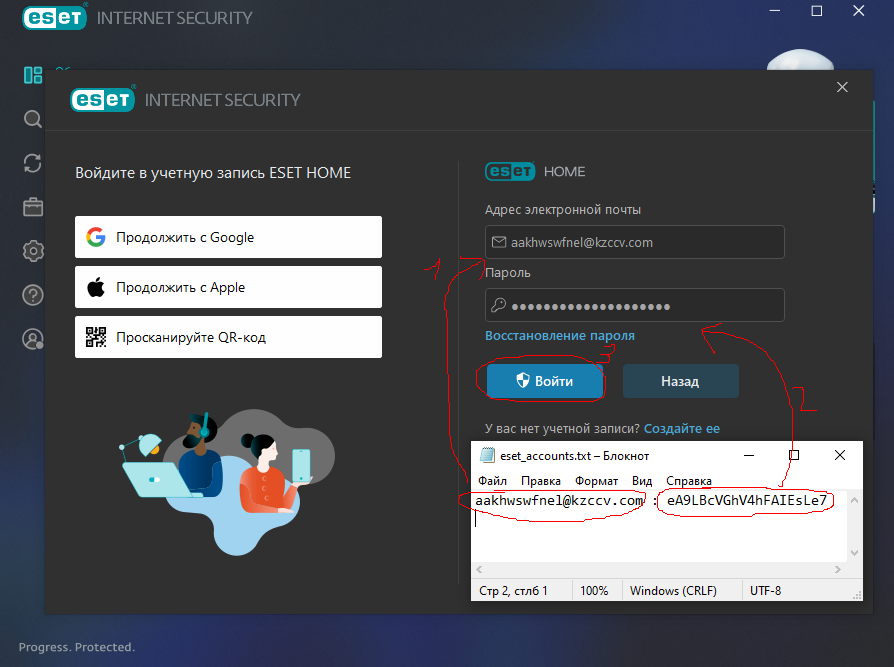 eset INTERNET SECURITY
eset INTERNET SECURITY
Войдите в учетную запись ESET HOME
Продолжить с Google
Продолжить с Apple
Просканируйте QR-код
eset HOME
Адрес электронной почты
aakhwswfnel@kzccv.com
1
Пароль
Восстановление пароля
3
Войти
Назад
2
У вас нет учетной записи? Создайте ее
eset_accounts.txt – Блокнот
Файл Правка Формат Вид Справка
aakhwswfnel@kzccv.com : eA9LBcVGhV4hFAIEsLe7
Стр 2, стлб 1 100% Windows (CRLF) UTF-8
Progress. Protected.